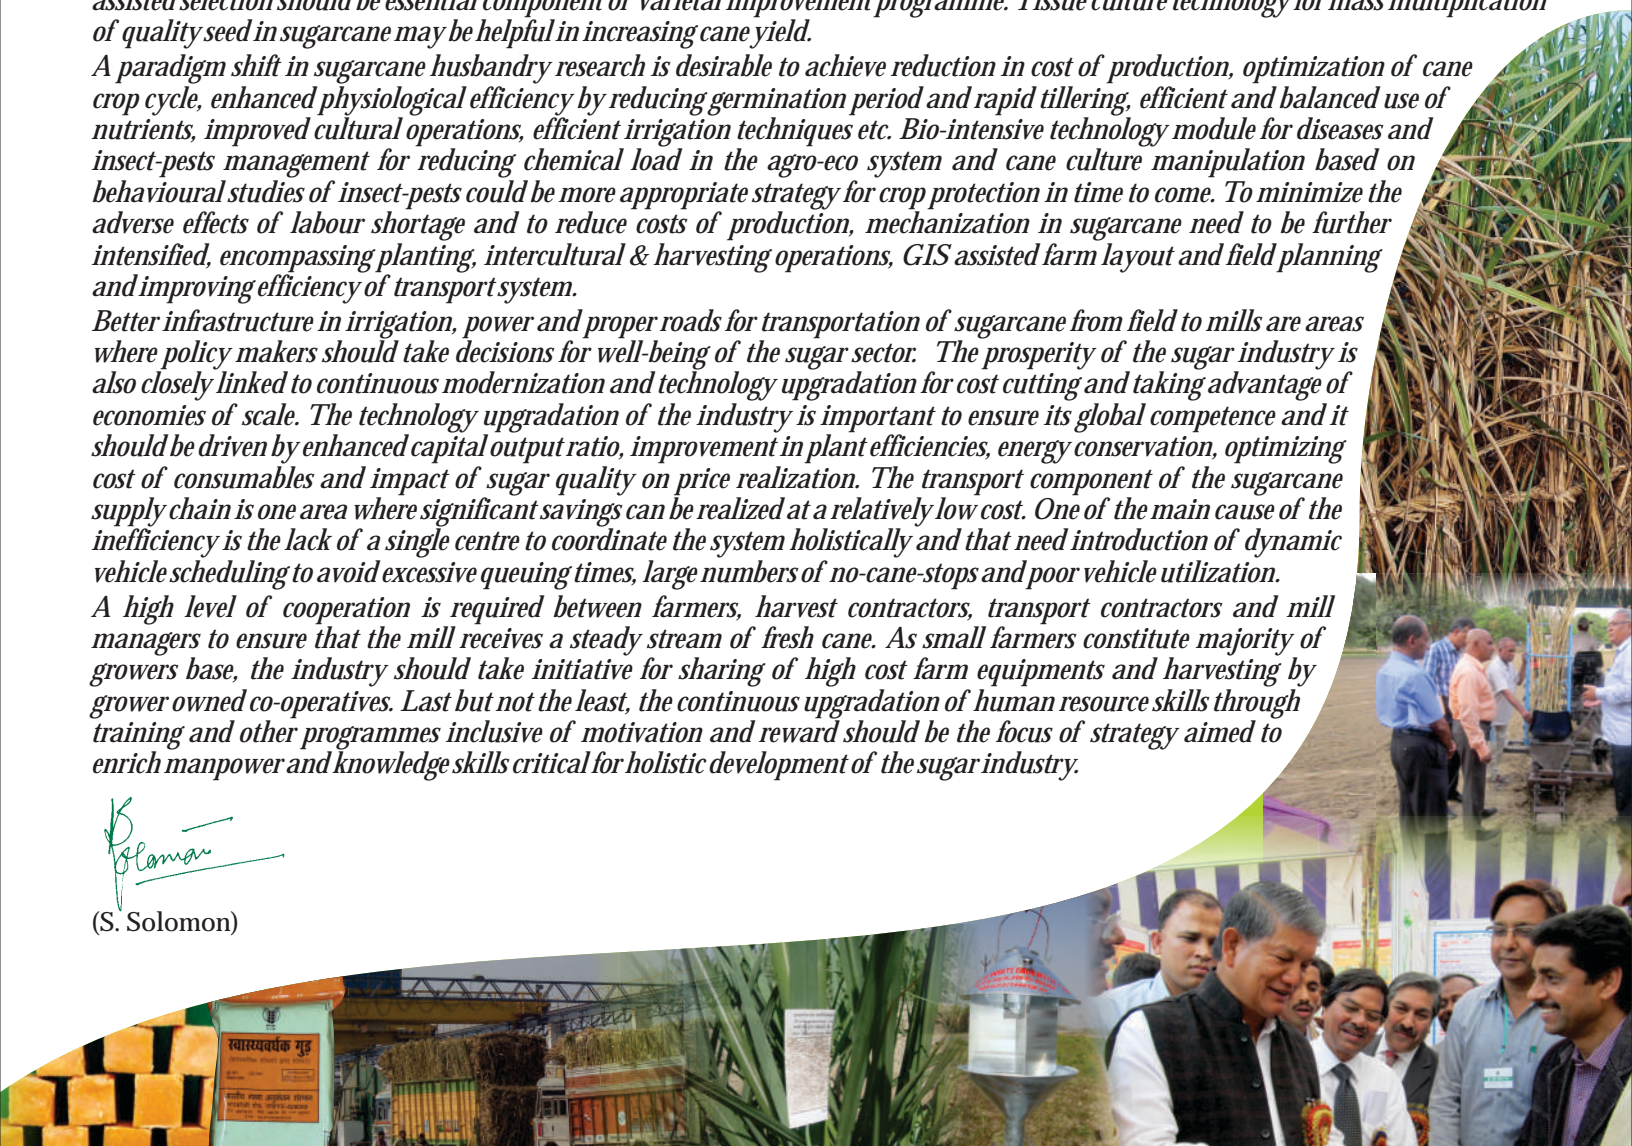 assisted selection should be essential component of varietal improvement programme. Tissue culture technology for mass multiplication
of quality seed in sugarcane may be helpful in increasing cane yield.
A paradigm shift in sugarcane husbandry research is desirable to achieve reduction in cost of production, optimization of cane
crop cycle, enhanced physiological efficiency by reducing germination period and rapid tillering, efficient and balanced use of
nutrients, improved cultural operations, efficient irrigation techniques etc. Bio-intensive technology module for diseases and
insect-pests management for reducing chemical load in the agro-eco system and cane culture manipulation based on
behavioural studies of insect-pests could be more appropriate strategy for crop protection in time to come. To minimize the
adverse effects of labour shortage and to reduce costs of production, mechanization in sugarcane need to be further
intensified, encompassing planting, intercultural & harvesting operations, GIS assisted farm layout and field planning
and improving efficiency of transport system.
Better infrastructure in irrigation, power and proper roads for transportation of sugarcane from field to mills are areas
where policy makers should take decisions for well-being of the sugar sector. The prosperity of the sugar industry is
also closely linked to continuous modernization and technology upgradation for cost cutting and taking advantage of
economies of scale. The technology upgradation of the industry is important to ensure its global competence and it
should be driven by enhanced capital output ratio, improvement in plant efficiencies, energy conservation, optimizing
cost of consumables and impact of sugar quality on price realization. The transport component of the sugarcane
supply chain is one area where significant savings can be realized at a relatively low cost. One of the main cause of the
inefficiency is the lack of a single centre to coordinate the system holistically and that need introduction of dynamic
vehicle scheduling to avoid excessive queuing times, large numbers of no-cane-stops and poor vehicle utilization.
A high level of cooperation is required between farmers, harvest contractors, transport contractors and mill
managers to ensure that the mill receives a steady stream of fresh cane. As small farmers constitute majority of
growers base, the industry should take initiative for sharing of high cost farm equipments and harvesting by
grower owned co-operatives. Last but not the least, the continuous upgradation of human resource skills through
training and other programmes inclusive of motivation and reward should be the focus of strategy aimed to
enrich manpower and knowledge skills critical for holistic development of the sugar industry.
Solomon
(S. Solomon)
स्वास्थ्यवर्धक गुड़